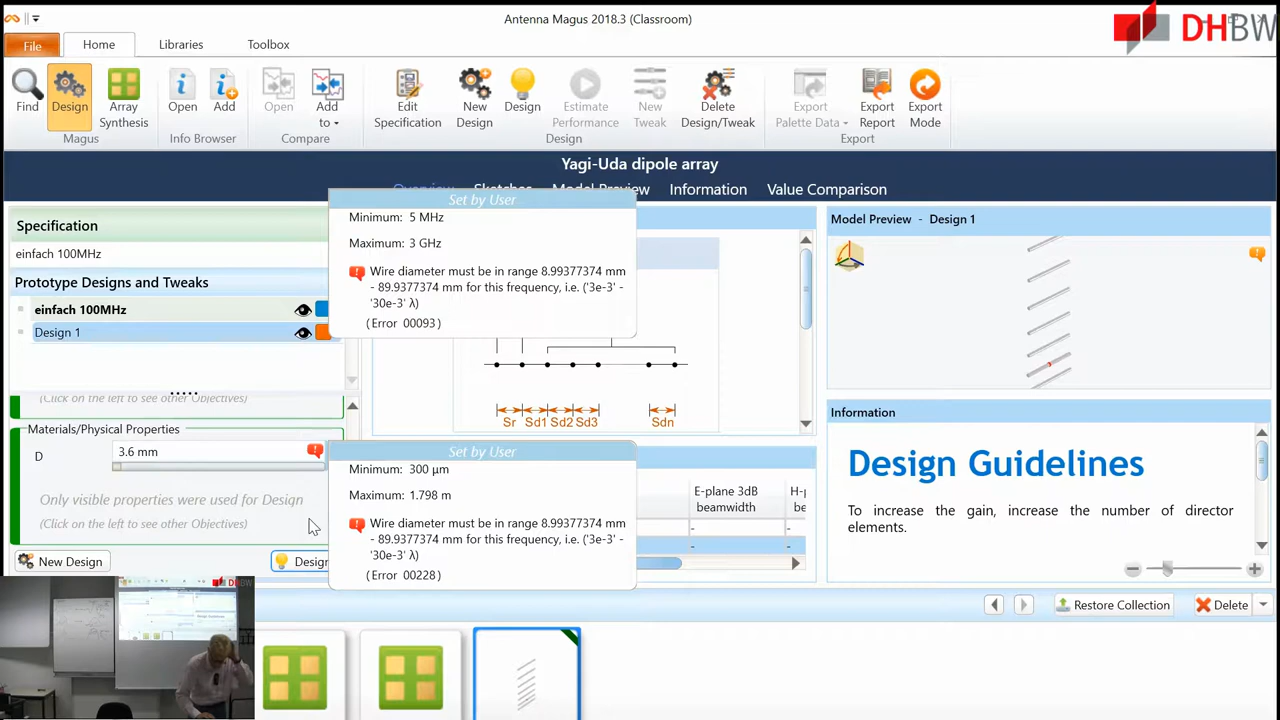 Antenna Magus 2018.3 (Classroom)
DHBW
File
Home
Libraries
Toolbox
Find
Design
Array Synthesis
Open
Add
Open
Add to
Edit Specification
New Design
Design
Estimate Performance
New Tweak
Delete Design/Tweak
Export Palette Data
Export Report
Export Mode
Magus
Info Browser
Compare
Design
Export
Yagi-Uda dipole array
Overview
Sketches
Model Preview
Information
Value Comparison
Specification
einfach 100MHz
Prototype Designs and Tweaks
einfach 100MHz
Design 1
(Click on the left to see other Objectives)
Materials/Physical Properties
D
3.6 mm
Only visible properties were used for Design
(Click on the left to see other Objectives)
New Design
Design
Set by User
Minimum: 5 MHz
Maximum: 3 GHz
Wire diameter must be in range 8.99377374 mm
- 89.9377374 mm for this frequency, i.e. ('3e-3' -
'30e-3' λ)
(Error 00093)
Sr
Sd1
Sd2
Sd3
Sdn
Set by User
Minimum: 300 µm
Maximum: 1.798 m
Wire diameter must be in range 8.99377374 mm
- 89.9377374 mm for this frequency, i.e. ('3e-3' -
'30e-3' λ)
(Error 00228)
E-plane 3dB
beamwidth
H-p
be
-
-
-
-
Model Preview - Design 1
Information
Design Guidelines
To increase the gain, increase the number of director
elements.
Restore Collection
Delete
DHBW